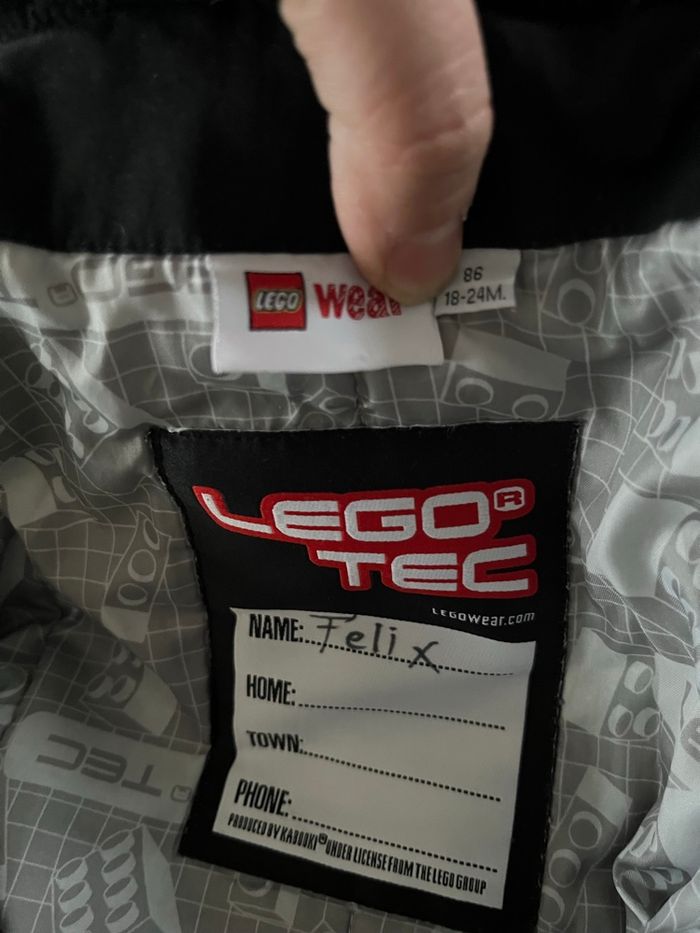 LEGO wear
86
18-24M.
LEGO®
TEC
LEGOWear.com
NAME: Felix
HOME:
TOWN:
PHONE:
PRODUCED BY KABOOKI® UNDER LICENSE FROM THE LEGO GROUP
TEC®